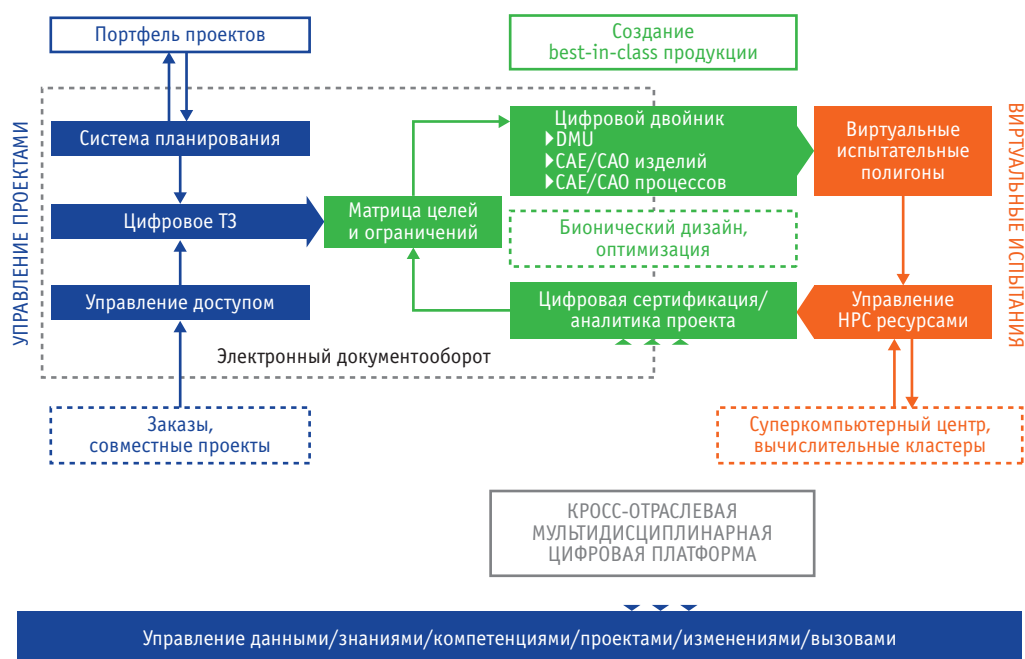 Портфель проектов
Создание
best-in-class продукции
УПРАВЛЕНИЕ ПРОЕКТАМИ
Система планирования
Цифровое ТЗ
Управление доступом
Матрица целей
и ограничений
Цифровой двойник
DMU
CAE/CAO изделий
CAE/CAO процессов
Бионический дизайн,
оптимизация
Цифровая сертификация/
аналитика проекта
Виртуальные
испытательные
полигоны
Управление
HPC ресурсами
ВИРТУАЛЬНЫЕ ИСПЫТАНИЯ
Электронный документооборот
Заказы,
совместные проекты
Суперкомпьютерный центр,
вычислительные кластеры
КРОСС-ОТРАСЛЕВАЯ
МУЛЬТИДИСЦИПЛИНАРНАЯ
ЦИФРОВАЯ ПЛАТФОРМА
Управление данными/знаниями/компетенциями/проектами/изменениями/вызовами